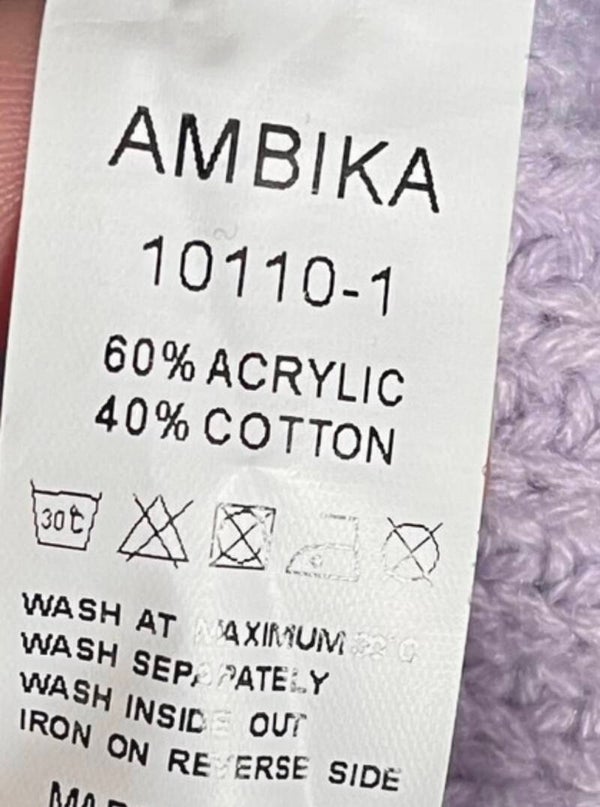 AMBIKA
10110-1
60% ACRYLIC
40% COTTON
30℃
WASH AT MAXIMUM
WASH SEPARATELY
WASH INSIDE OUT
IRON ON REVERSE SIDE